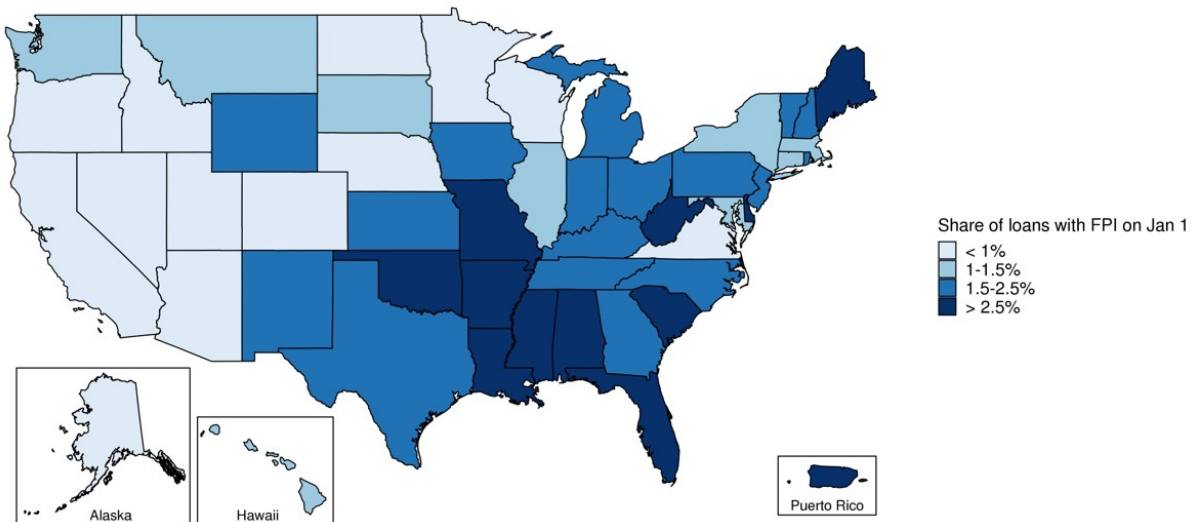 Share of loans with FPI on Jan 1
< 1%
1-1.5%
1.5-2.5%
> 2.5%
Alaska
Hawaii
Puerto Rico